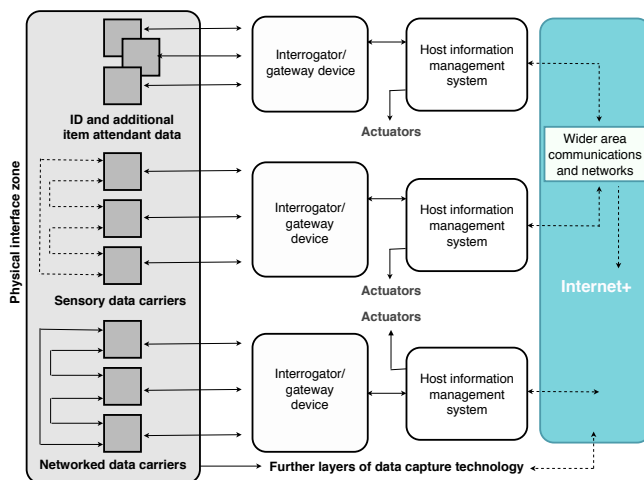 Physical interface zone
ID and additional
item attendant data
Interrogator/
gateway device
Host information
management
system
Actuators
Wider area
communications
and networks
Internet+
Sensory data carriers
Interrogator/
gateway
device
Host information
management
system
Actuators
Actuators
Networked data carriers
Interrogator/
gateway
device
Host information
management
system
Further layers of data capture technology